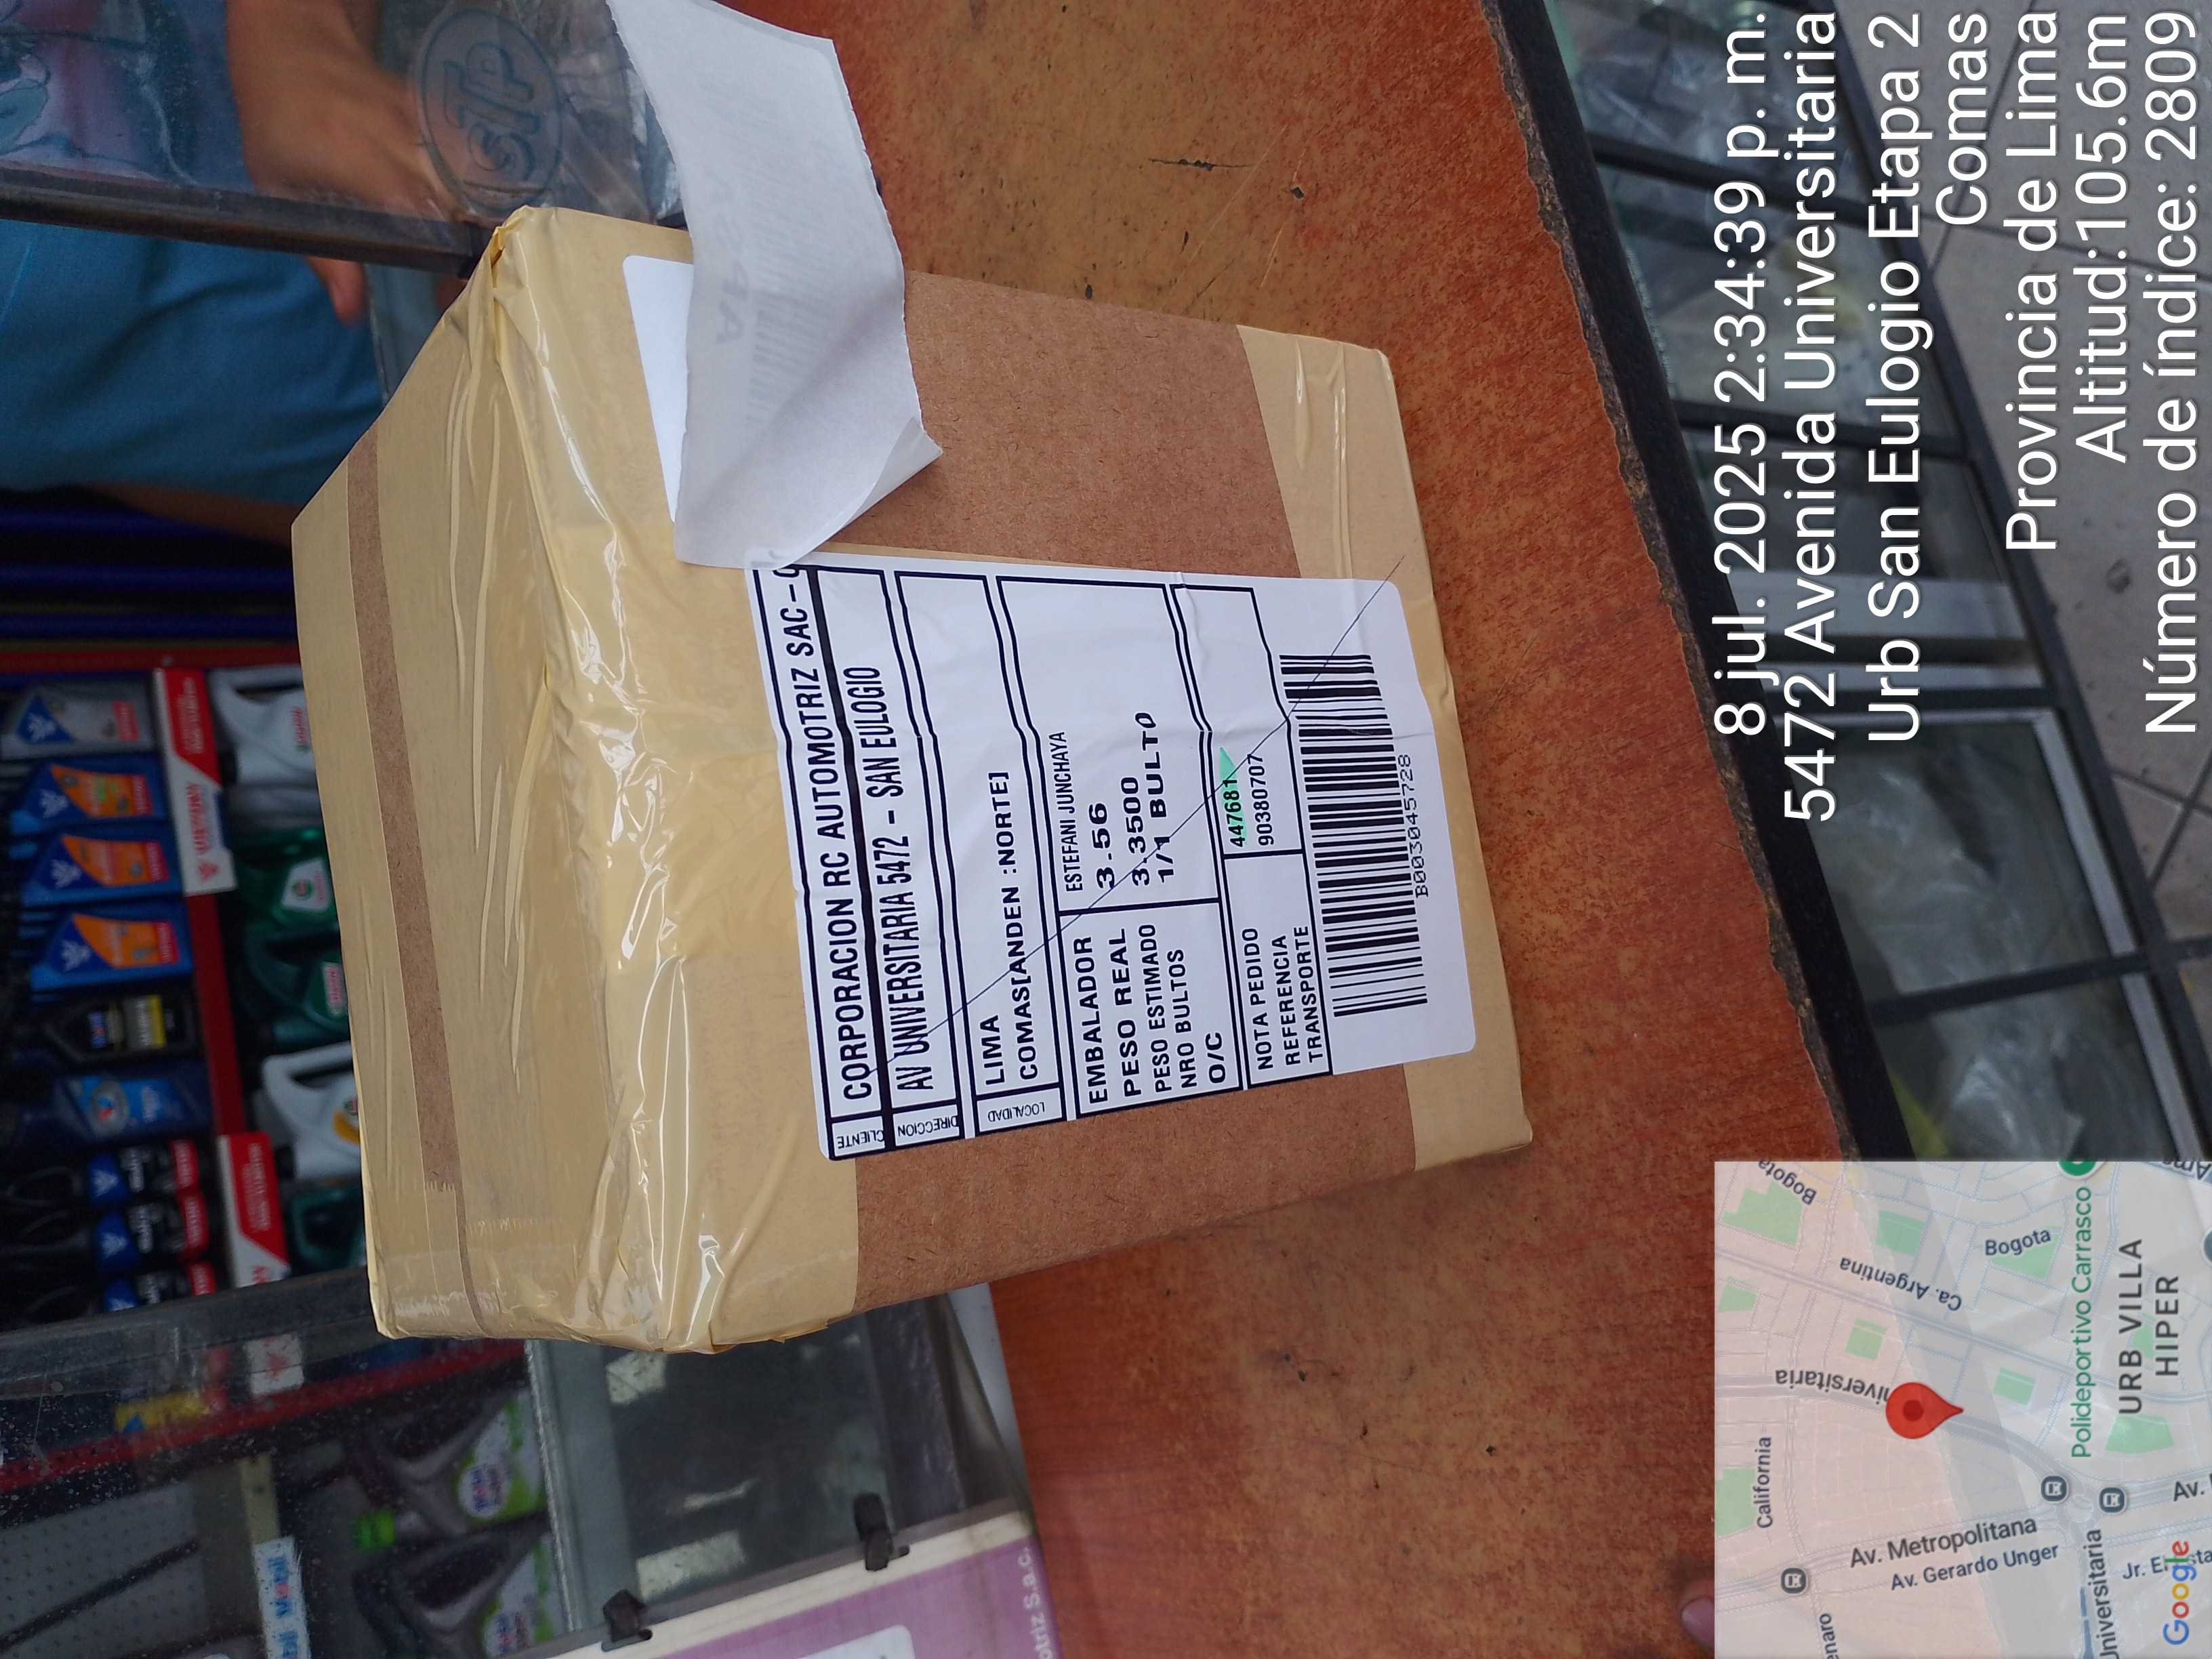 CLIENTE
CORPORACION RC AUTOMOTRIZ SAC-
DIRECCION
AV UNIVERSITARIA 5472 - SAN EULOGIO
LOCALIDAD
LIMA
COMAS[ANDEN :NORTE]
EMBALADOR ESTEFANI JUNCHAYA
PESO REAL 3.56
PESO ESTIMADO 3.3500
NRO BULTOS 1/1 BULTO
O/C
NOTA PEDIDO 447681
REFERENCIA 90380707
TRANSPORTE
B003045728
STP
8 jul. 2025 2:34:39 p. m.
5472 Avenida Universitaria
Urb San Eulogio Etapa 2
Comas
Provincia de Lima
Altitud:105.6m
Número de índice: 28809
Bogota
Ca. Argentina
Bogota
Polideportivo Carrasco
URB VILLA
HIPER
California
Av. Metropolitana
Av. Gerardo Unger
Universitaria
Google